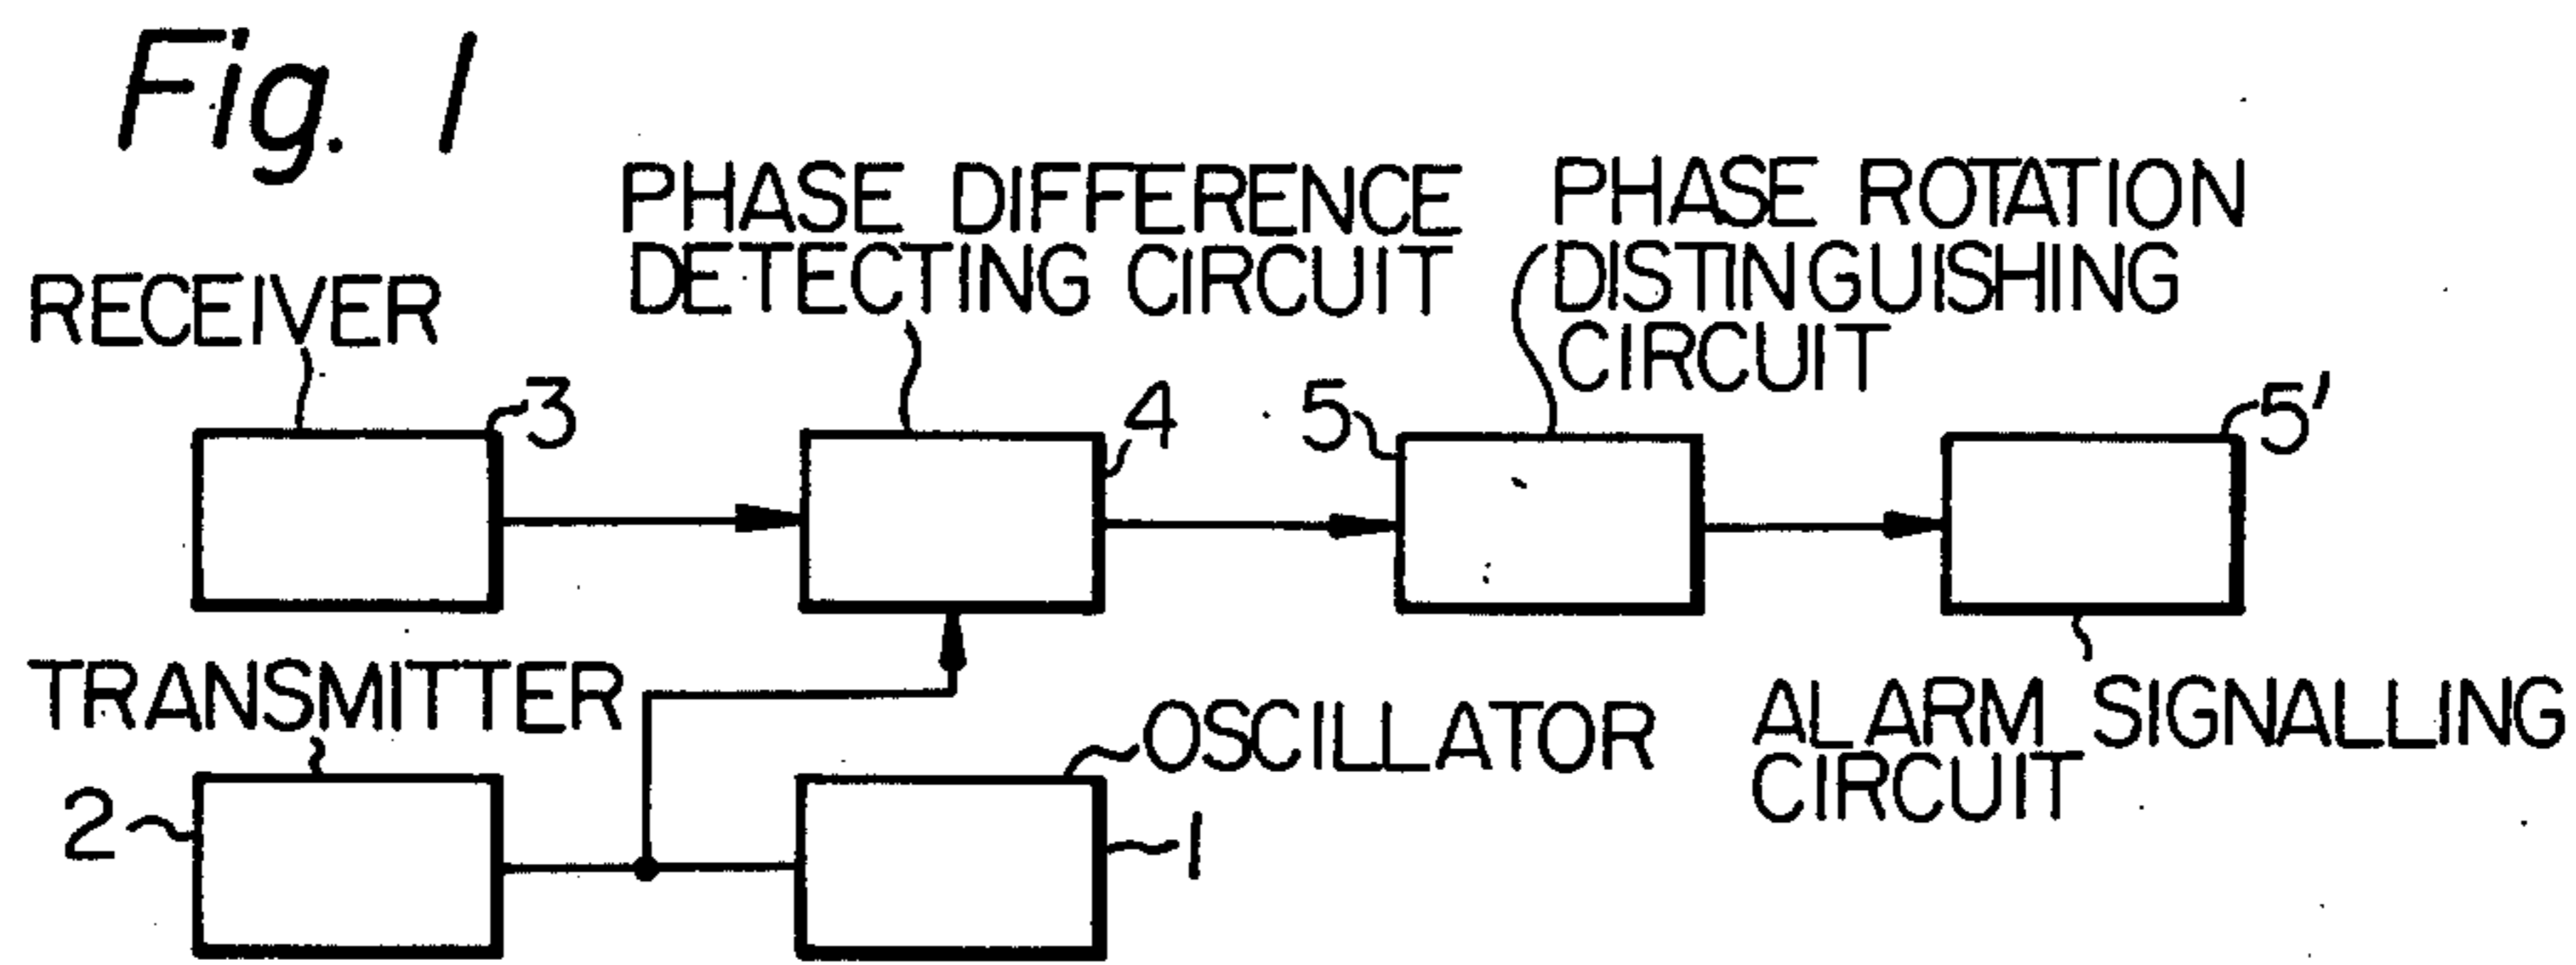 Fig. 1
PHASE DIFFERENCE
DETECTING CIRCUIT
PHASE ROTATION
DISTINGUISHING
CIRCUIT
RECEIVER
3
4
5
5'
TRANSMITTER
OSCILLATOR
ALARM SIGNALLING
CIRCUIT
2
1